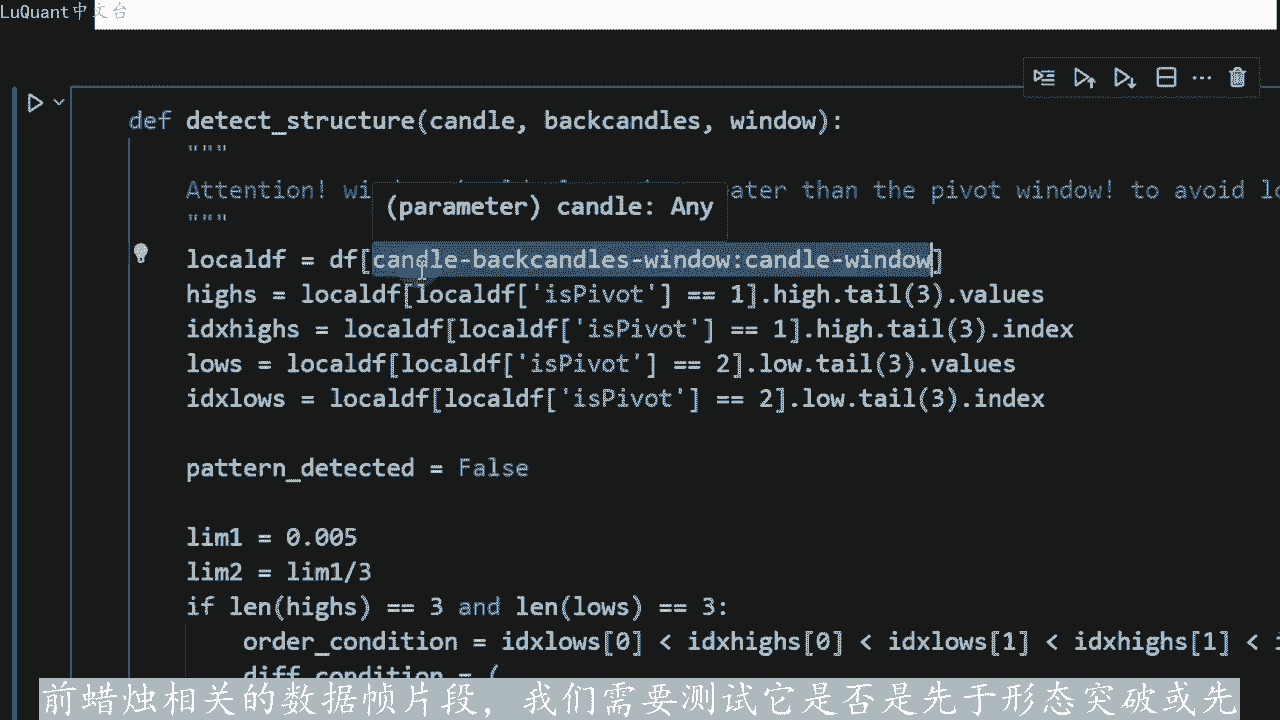 LuQuant中文台
def detect_structure(candle, backcandles, window):
"""
Attention! ater than the pivot window! to avoid
(parameter) candle: Any
"""
localdf = df[candle-backcandles-window:candle-window]
highs = localdf[localdf['isPivot'] == 1].high.tail(3).values
idxhighs = localdf[localdf['isPivot'] == 1].high.tail(3).index
lows = localdf[localdf['isPivot'] == 2].low.tail(3).values
idxlows = localdf[localdf['isPivot'] == 2].low.tail(3).index
pattern_detected = False
lim1 = 0.005
lim2 = lim1/3
if len(highs) == 3 and len(lows) == 3:
order_condition = idxlows[0] < idxhighs[0] < idxlows[1] < idxhighs[1] <
diff_condition = (
前蜡烛相关的数据帧片段，我们需要测试它是否是先于形态突破或先